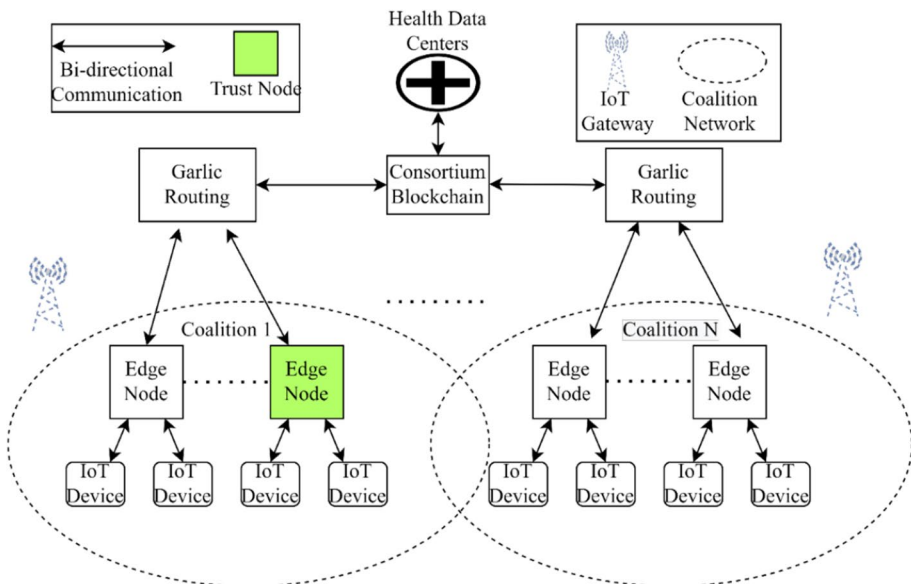 Health Data
Centers
Bi-directional
Communication
Trust Node
IoT
Gateway
Coalition
Network
Garlic
Routing
Consortium
Blockchain
Garlic
Routing
Coalition 1
Coalition N
Edge
Node
Edge
Node
Edge
Node
Edge
Node
IoT
Device
IoT
Device
IoT
Device
IoT
Device
IoT
Device
IoT
Device
IoT
Device
IoT
Device